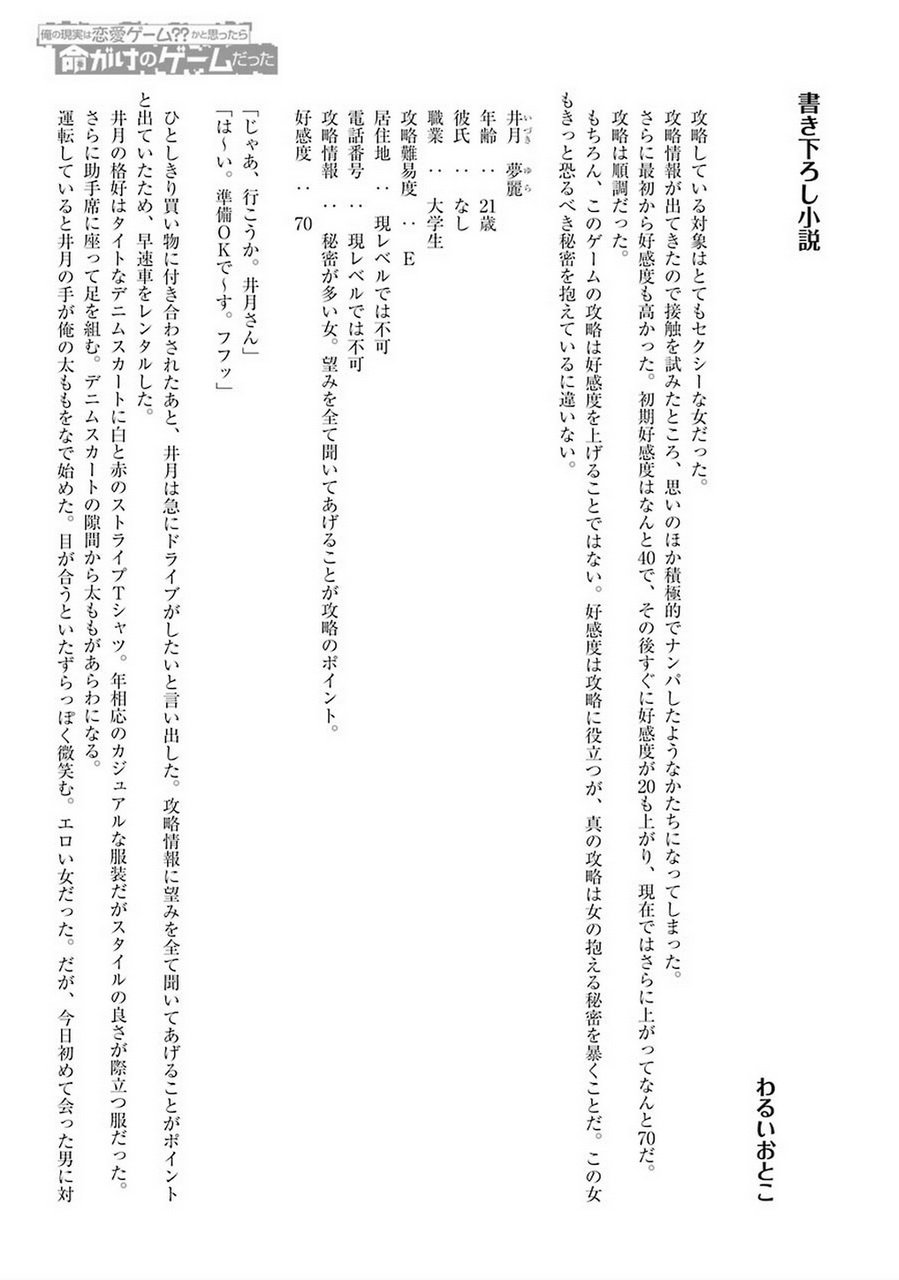 俺の現実は恋愛ゲーム??かと思ったら
命がけのゲームだった
書き下ろし小説
わるいおとこ
攻略している対象はとてもセクシーな女だった。
攻略情報が出てきたので接触を試みたところ、思いのほか積極的でナンパしたようなかたちになってしまった。
さらに最初から好感度も高かった。初期好感度はなんと40で、その後すぐに好感度が20も上がり、現在ではさらに上がってなんと70だ。
攻略は順調だった。
もちろん、このゲームの攻略は好感度を上げることではない。好感度は攻略に役立つが、真の攻略は女の抱える秘密を暴くことだ。この女
もきっと恐るべき秘密を抱えているに違いない。
井月 夢麗
いづき ゆら
年齢 : 21歳
彼氏 : なし
職業 : 大学生
攻略難易度 : E
居住地 : 現レベルでは不可
電話番号 : 現レベルでは不可
攻略情報 : 秘密が多い女。望みを全て聞いてあげることが攻略のポイント。
好感度 : 70
「じゃあ、行こうか。井月さん」
「は〜い。準備OKで〜す。フフッ」
ひとしきり買い物に付き合わされたあと、井月は急にドライブがしたいと言い出した。攻略情報に望みを全て聞いてあげることがポイント
と出ていたため、早速車をレンタルした。
井月の格好はタイトなデニムスカートに白と赤のストライプTシャツ。年相応のカジュアルな服装だがスタイルの良さが際立つ服だった。
さらに助手席に座って足を組む。デニムスカートの隙間から太ももがあらわになる。
運転していると井月の手が俺の太ももをなで始めた。目が合うといたずらっぽく微笑む。エロい女だった。だが、今日初めて会った男に対